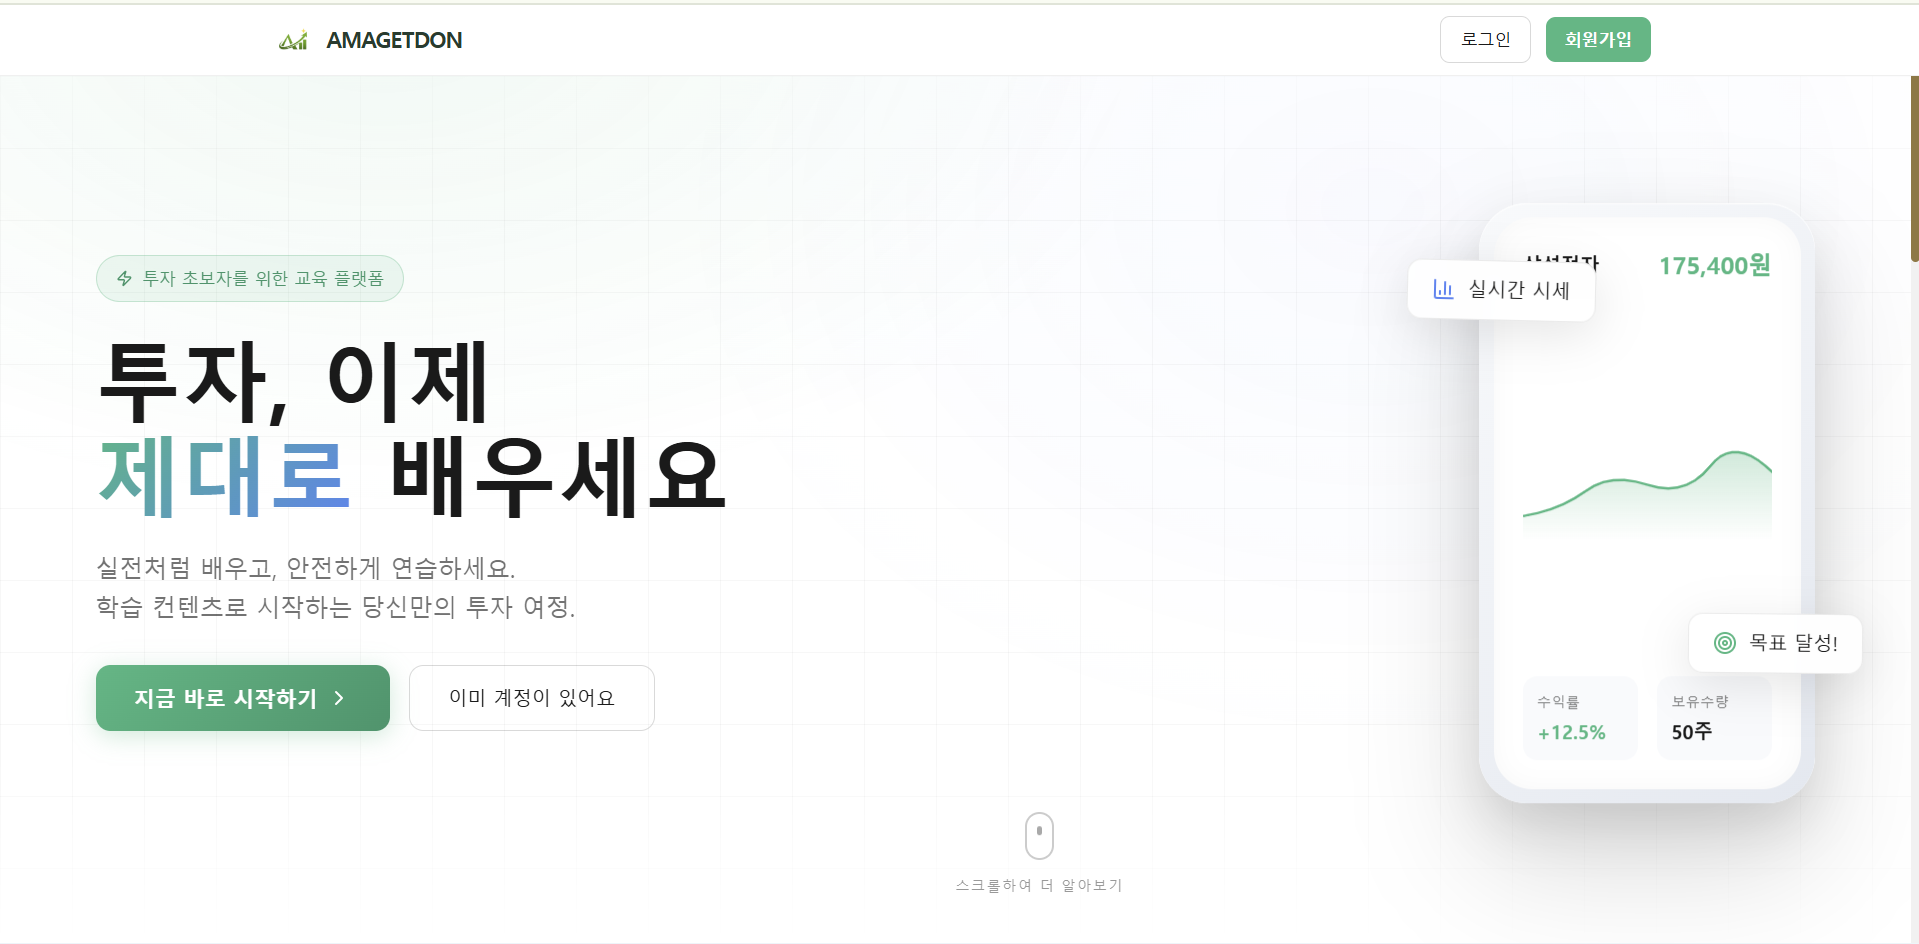 AMAGETDON
로그인
회원가입
투자 초보자를 위한 교육 플랫폼
투자, 이제
제대로 배우세요
실전처럼 배우고, 안전하게 연습하세요.
학습 컨텐츠로 시작하는 당신만의 투자 여정.
지금 바로 시작하기
이미 계정이 있어요
175,400원
실시간 시세
목표 달성!
수익률
+12.5%
보유수량
50주
스크롤하여 더 알아보기